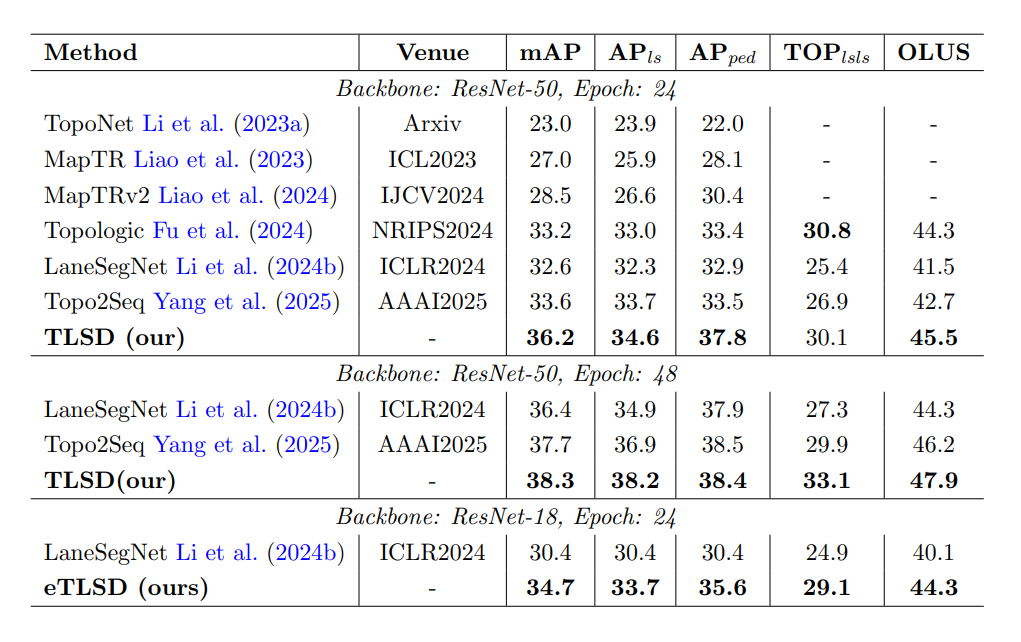 Method Venue mAP AP_ls AP_ped TOP_lsls OLUS
Backbone: ResNet-50, Epoch: 24
TopoNet Li et al. (2023a) Arxiv 23.0 23.9 22.0 - -
MapTR Liao et al. (2023) ICL2023 27.0 25.9 28.1 - -
MapTRv2 Liao et al. (2024) IJCV2024 28.5 26.6 30.4 - -
Topologic Fu et al. (2024) NRIPS2024 33.2 33.0 33.4 30.8 44.3
LaneSegNet Li et al. (2024b) ICLR2024 32.6 32.3 32.9 25.4 41.5
Topo2Seq Yang et al. (2025) AAAI2025 33.6 33.7 33.5 26.9 42.7
TLSD (our) - 36.2 34.6 37.8 30.1 45.5
Backbone: ResNet-50, Epoch: 48
LaneSegNet Li et al. (2024b) ICLR2024 36.4 34.9 37.9 27.3 44.3
Topo2Seq Yang et al. (2025) AAAI2025 37.7 36.9 38.5 29.9 46.2
TLSD(our) - 38.3 38.2 38.4 33.1 47.9
Backbone: ResNet-18, Epoch: 24
LaneSegNet Li et al. (2024b) ICLR2024 30.4 30.4 30.4 24.9 40.1
eTLSD (ours) - 34.7 33.7 35.6 29.1 44.3